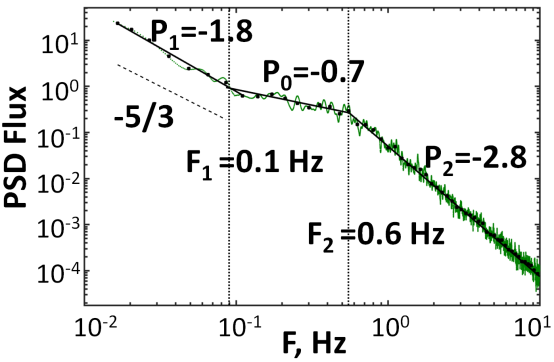 P₁=-1.8
P₀=-0.7
-5/3
P₂=-2.8
F₁=0.1 Hz
F₂=0.6 Hz
PSD Flux
10¹
10⁰
10⁻¹
10⁻²
10⁻³
10⁻⁴
10⁻² 10⁻¹ 10⁰ 10¹
F, Hz